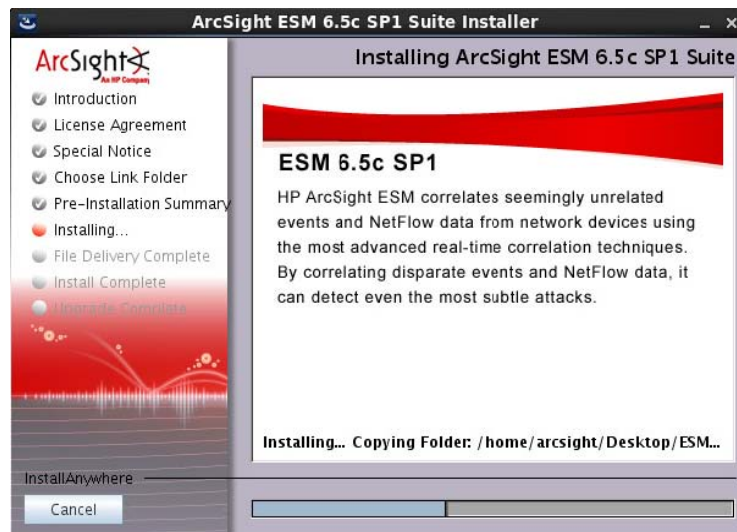 ArcSight ESM 6.5c SP1 Suite Installer
ArcSight
An HP Company
Introduction
License Agreement
Special Notice
Choose Link Folder
Pre-Installation Summary
Installing...
File Delivery Complete
Install Complete
Upgrade Complete
InstallAnywhere
Cancel
Installing ArcSight ESM 6.5c SP1 Suite
ESM 6.5c SP1
HP ArcSight ESM correlates seemingly unrelated
events and NetFlow data from network devices using
the most advanced real-time correlation techniques.
By correlating disparate events and NetFlow data, it
can detect even the most subtle attacks.
Installing... Copying Folder: /home/arcsight/Desktop/ESM...